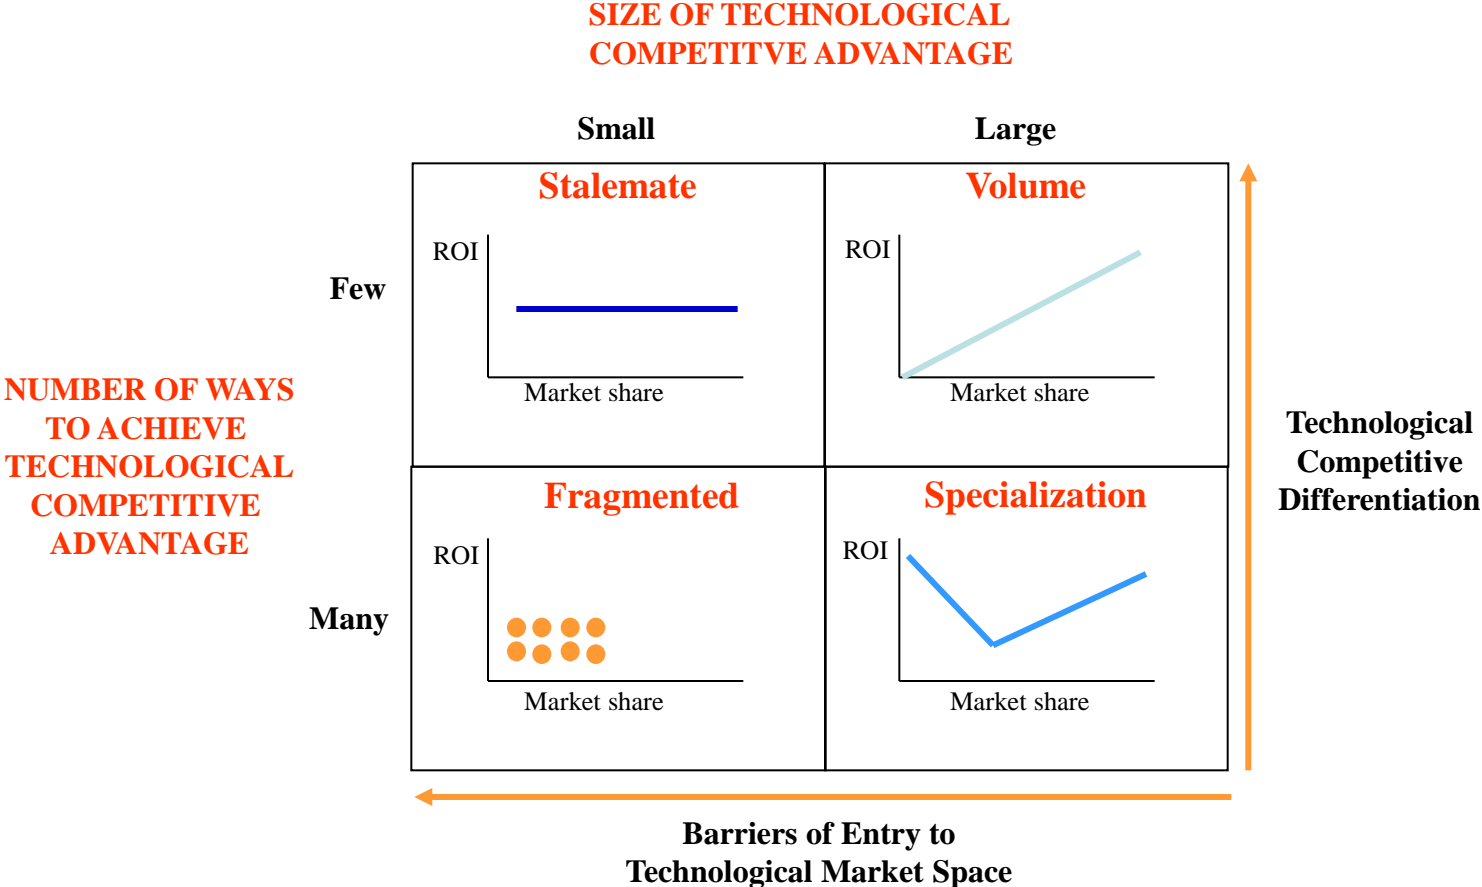 SIZE OF TECHNOLOGICAL
COMPETITVE ADVANTAGE
Small
Large
Stalemate
Volume
ROI
ROI
Few
Market share
Market share
NUMBER OF WAYS
TO ACHIEVE
TECHNOLOGICAL
COMPETITIVE
ADVANTAGE
Technological
Competitive
Differentiation
Fragmented
Specialization
ROI
ROI
Many
Market share
Market share
Barriers of Entry to
Technological Market Space